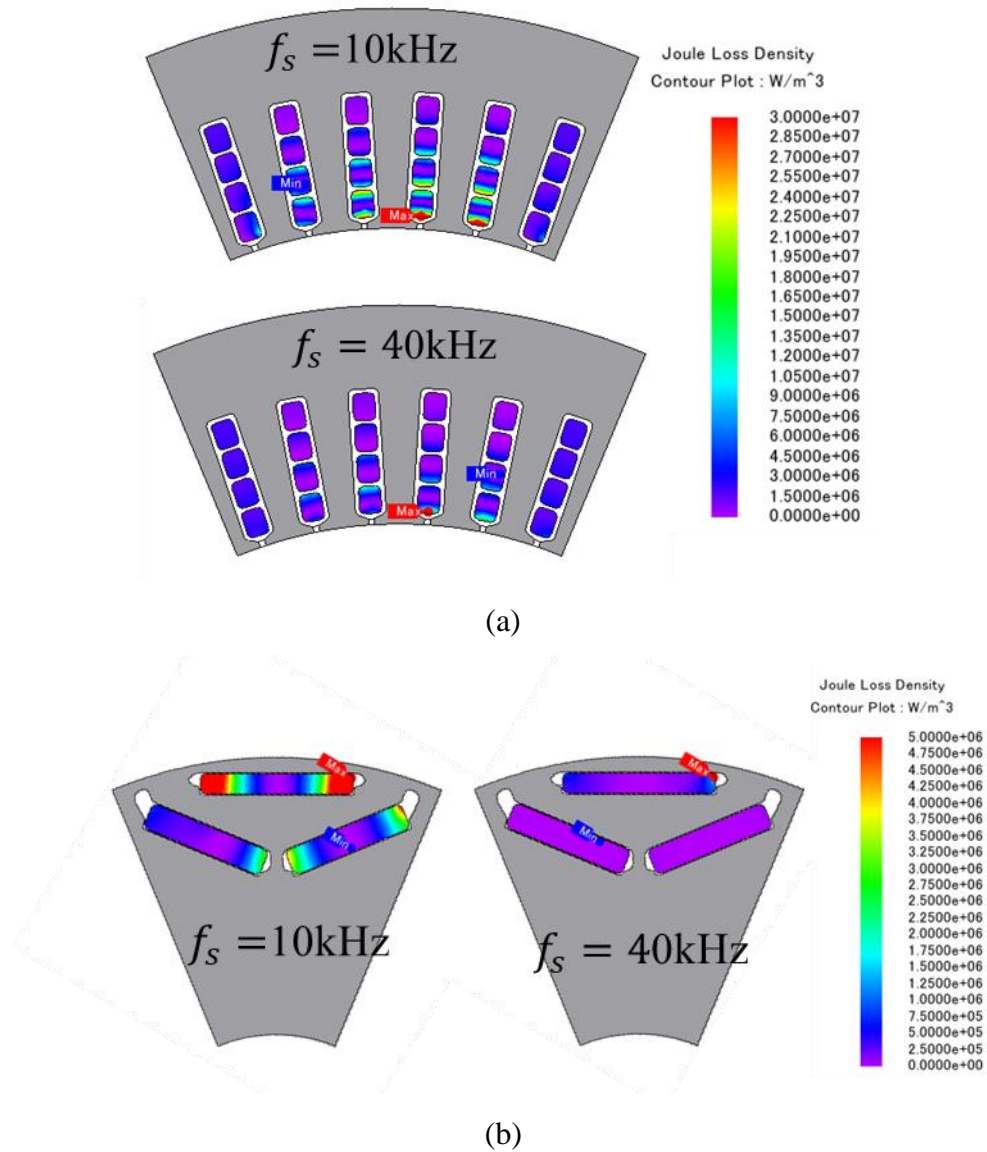 f_s =10kHz
Joule Loss Density
Contour Plot : W/m^3
3.0000e+07
2.8500e+07
2.7000e+07
2.5500e+07
2.4000e+07
2.2500e+07
2.1000e+07
1.9500e+07
1.8000e+07
1.6500e+07
1.5000e+07
1.3500e+07
1.2000e+07
1.0500e+07
9.0000e+06
7.5000e+06
6.0000e+06
4.5000e+06
3.0000e+06
1.5000e+06
0.0000e+00
Min
Max
f_s = 40kHz
Min
Max
(a)
Joule Loss Density
Contour Plot : W/m^3
5.0000e+06
4.7500e+06
4.5000e+06
4.2500e+06
4.0000e+06
3.7500e+06
3.5000e+06
3.2500e+06
3.0000e+06
2.7500e+06
2.5000e+06
2.2500e+06
2.0000e+06
1.7500e+06
1.5000e+06
1.2500e+06
1.0000e+06
7.5000e+05
5.0000e+05
2.5000e+05
0.0000e+00
Max
Min
f_s =10kHz
Max
Min
f_s = 40kHz
(b)